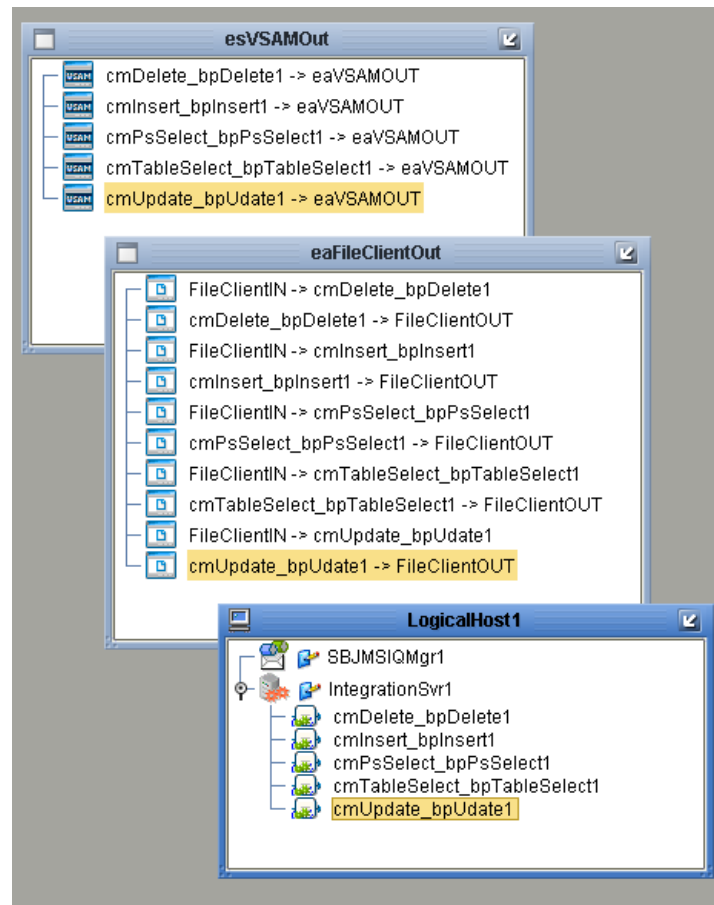 esVSAMOut
cmDelete_bpDelete1 -> eaVSAMOUT
cmInsert_bpInsert1 -> eaVSAMOUT
cmPsSelect_bpPsSelect1 -> eaVSAMOUT
cmTableSelect_bpTableSelect1 -> eaVSAMOUT
cmUpdate_bpUdate1 -> eaVSAMOUT
eaFileClientOut
FileClientIN -> cmDelete_bpDelete1
cmDelete_bpDelete1 -> FileClientOUT
FileClientIN -> cmInsert_bpInsert1
cmInsert_bpInsert1 -> FileClientOUT
FileClientIN -> cmPsSelect_bpPsSelect1
cmPsSelect_bpPsSelect1 -> FileClientOUT
FileClientIN -> cmTableSelect_bpTableSelect1
cmTableSelect_bpTableSelect1 -> FileClientOUT
FileClientIN -> cmUpdate_bpUdate1
cmUpdate_bpUdate1 -> FileClientOUT
LogicalHost1
SBJMSIQMgr1
IntegrationSvr1
cmDelete_bpDelete1
cmInsert_bpInsert1
cmPsSelect_bpPsSelect1
cmTableSelect_bpTableSelect1
cmUpdate_bpUdate1